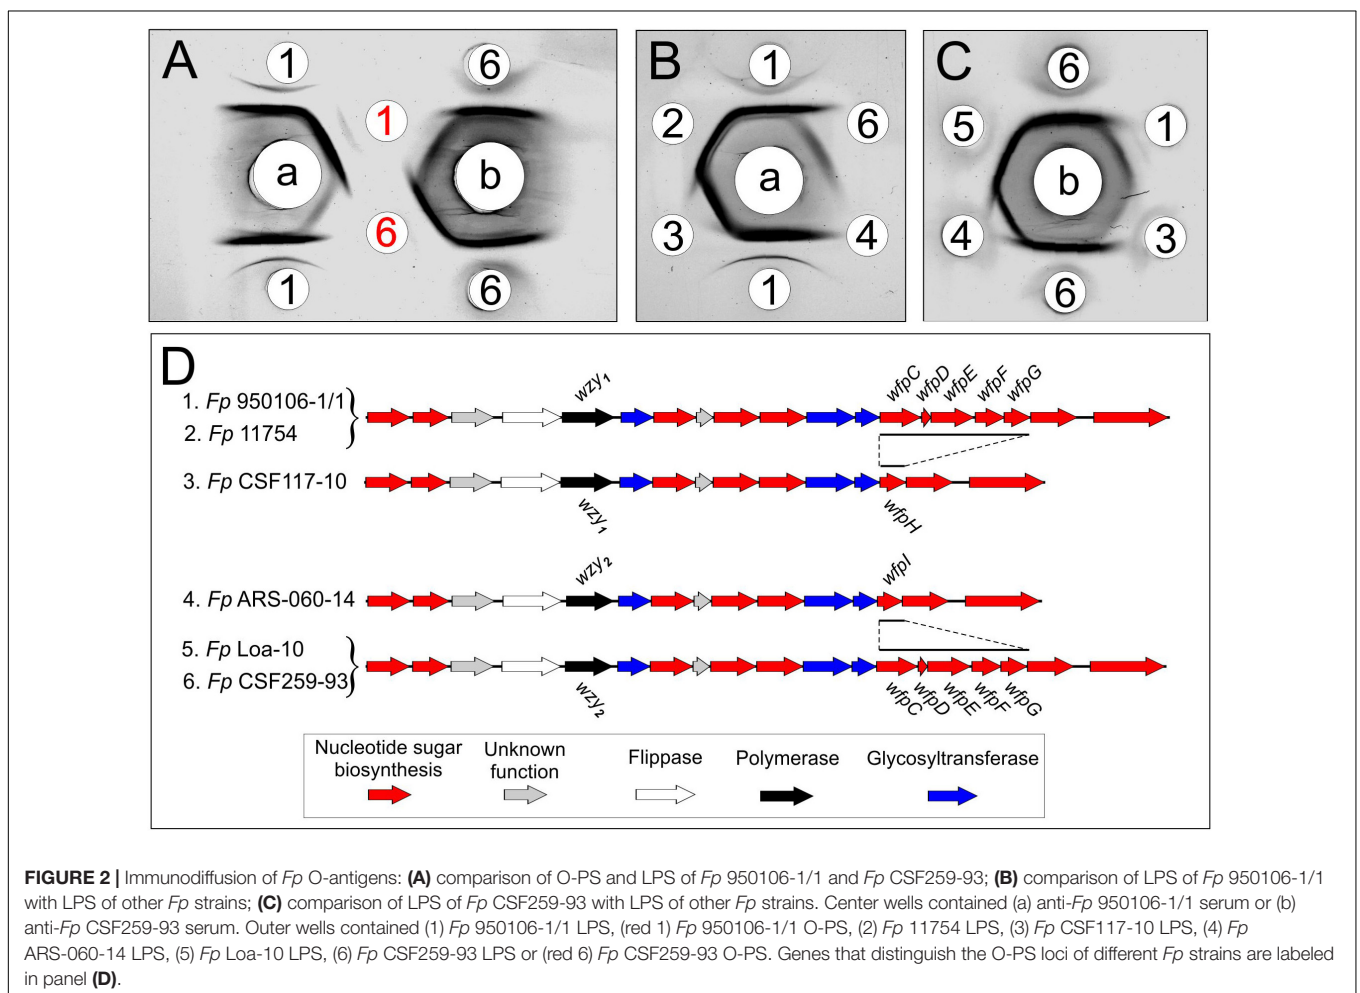 A
1
6
1
a
b
6
1
6
B
1
2
6
a
3
4
1
C
6
5
1
b
4
3
6
D
wzy1
wfpC
wfpD
wfpE
wfpF
wfpG
1. Fp 950106-1/1
2. Fp 11754
3. Fp CSF117-10
wzy1
wfpH
wzy2
wfpI
4. Fp ARS-060-14
5. Fp Loa-10
6. Fp CSF259-93
wzy2
wfpC
wfpD
wfpE
wfpF
wfpG
Nucleotide sugar
biosynthesis
Unknown
function
Flippase
Polymerase
Glycosyltransferase
FIGURE 2 | Immunodiffusion of Fp O-antigens: (A) comparison of O-PS and LPS of Fp 950106-1/1 and Fp CSF259-93; (B) comparison of LPS of Fp 950106-1/1
with LPS of other Fp strains; (C) comparison of LPS of Fp CSF259-93 with LPS of other Fp strains. Center wells contained (a) anti-Fp 950106-1/1 serum or (b)
anti-Fp CSF259-93 serum. Outer wells contained (1) Fp 950106-1/1 LPS, (red 1) Fp 950106-1/1 O-PS, (2) Fp 11754 LPS, (3) Fp CSF117-10 LPS, (4) Fp
ARS-060-14 LPS, (5) Fp Loa-10 LPS, (6) Fp CSF259-93 LPS or (red 6) Fp CSF259-93 O-PS. Genes that distinguish the O-PS loci of different Fp strains are labeled
in panel (D).